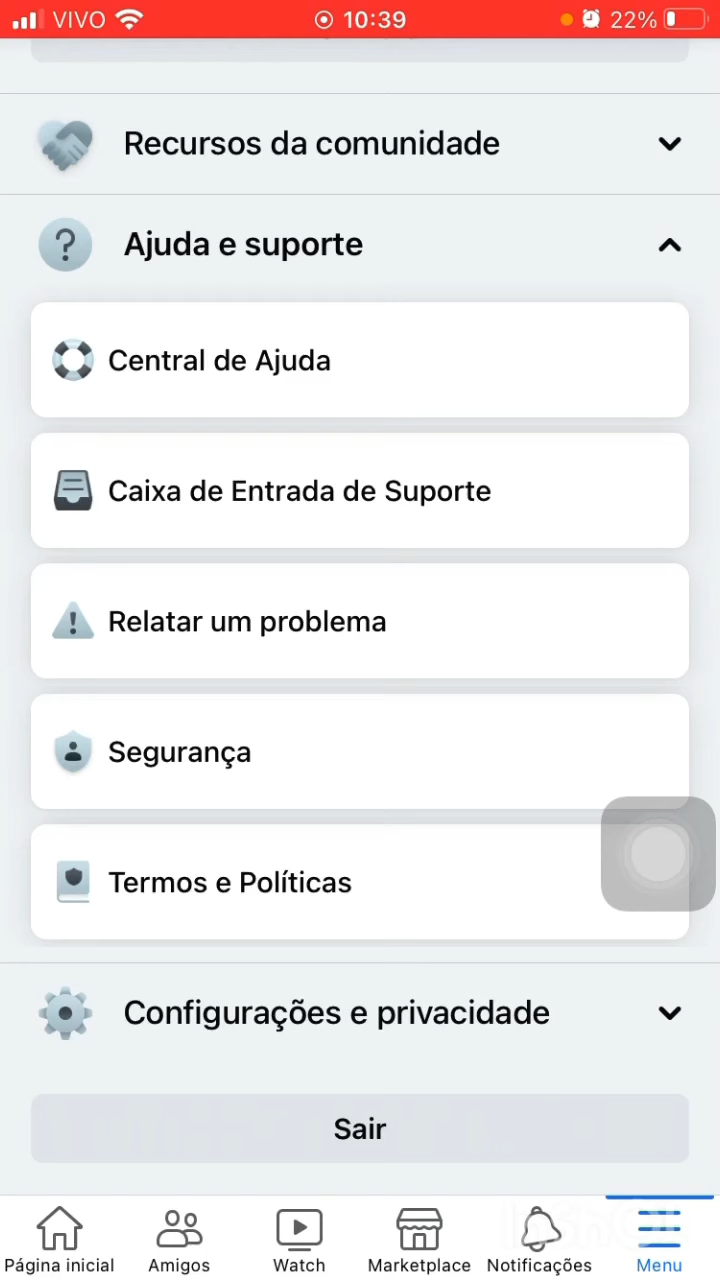 VIVO 10:39 22%
Recursos da comunidade
Ajuda e suporte
Central de Ajuda
Caixa de Entrada de Suporte
Relatar um problema
Segurança
Termos e Políticas
Configurações e privacidade
Sair
Página inicial Amigos Watch Marketplace Notificações Menu